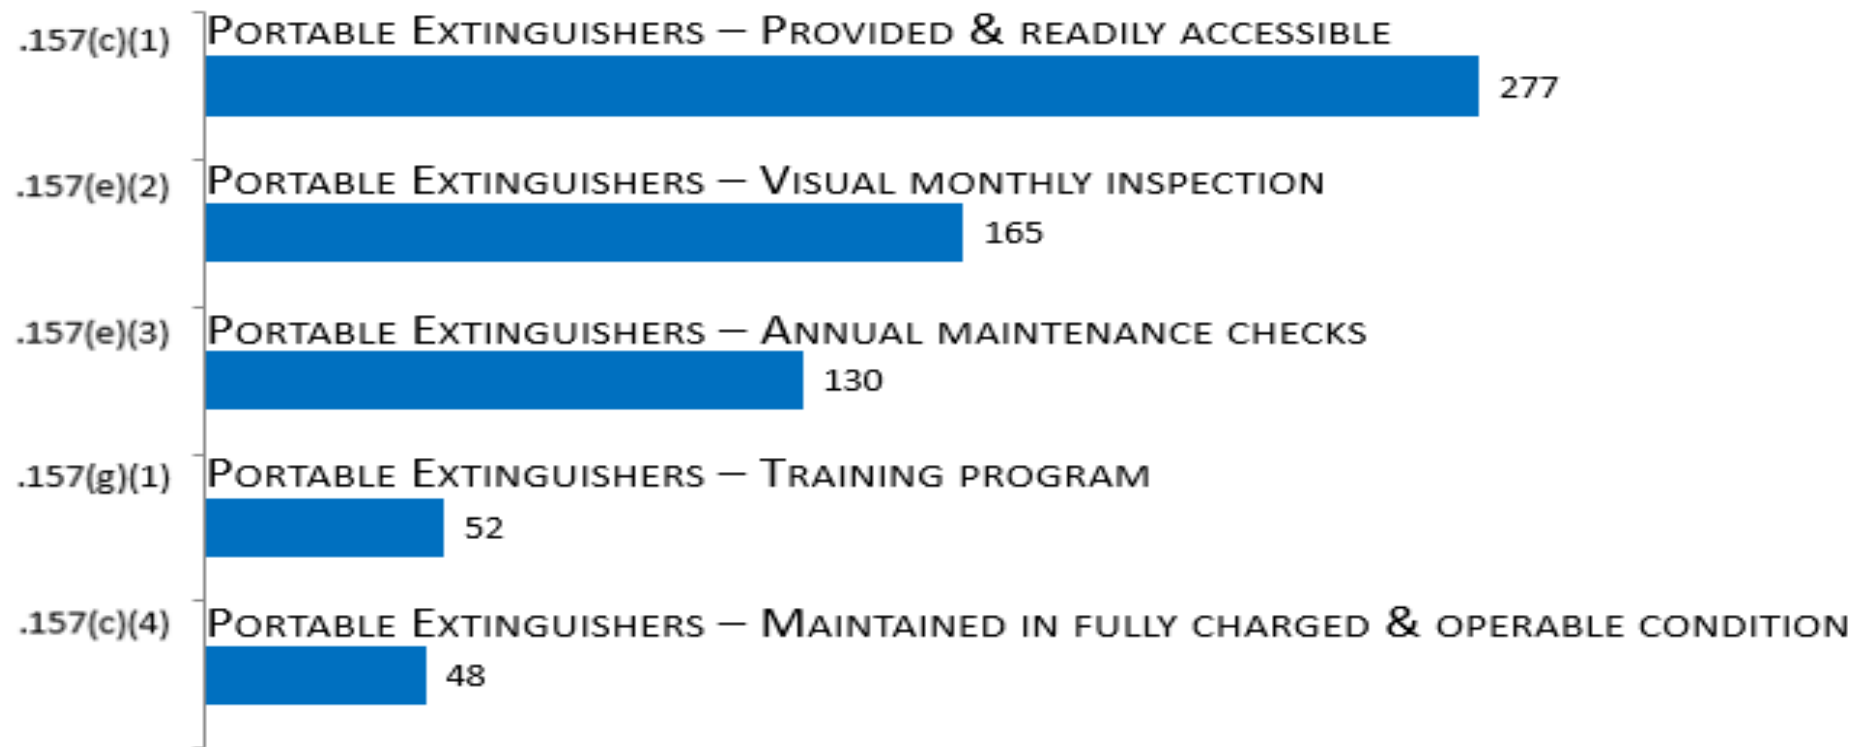 .157(c)(1) PORTABLE EXTINGUISHERS – PROVIDED & READILY ACCESSIBLE
277
.157(e)(2) PORTABLE EXTINGUISHERS – VISUAL MONTHLY INSPECTION
165
.157(e)(3) PORTABLE EXTINGUISHERS – ANNUAL MAINTENANCE CHECKS
130
.157(g)(1) PORTABLE EXTINGUISHERS – TRAINING PROGRAM
52
.157(c)(4) PORTABLE EXTINGUISHERS – MAINTAINED IN FULLY CHARGED & OPERABLE CONDITION
48